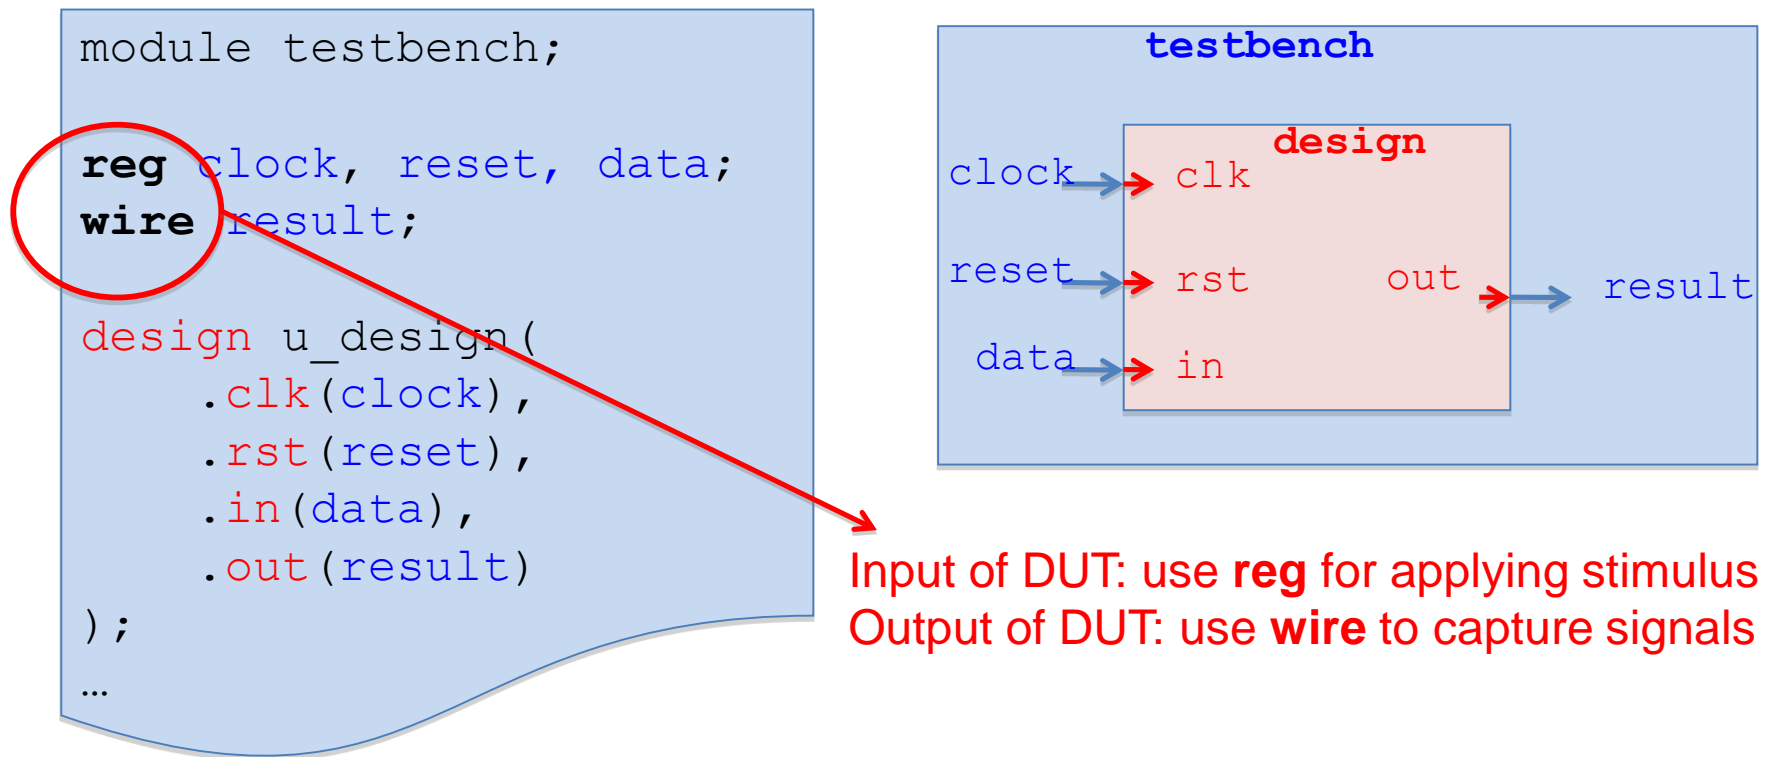 module testbench;
reg clock, reset, data;
wire result;
design u_design(
.clk(clock),
.rst(reset),
.in(data),
.out(result)
);
…
testbench
design
clock clk
reset rst out result
data in
Input of DUT: use reg for applying stimulus
Output of DUT: use wire to capture signals